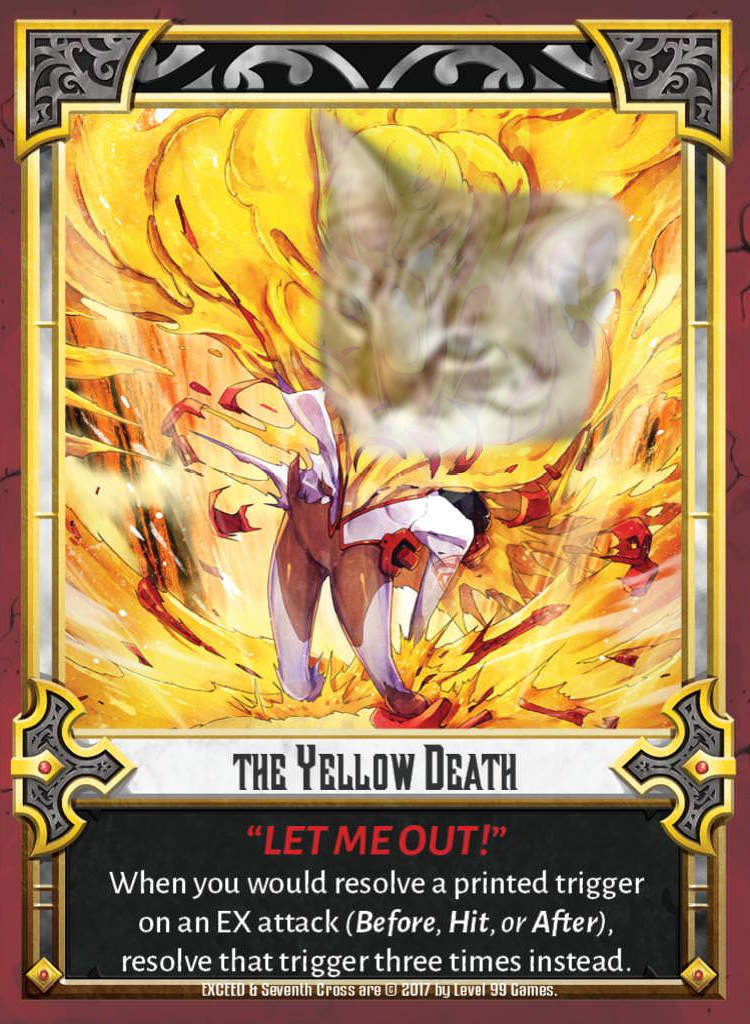 THE YELLOW DEATH
“LET ME OUT!”
When you would resolve a printed trigger
on an EX attack (Before, Hit, or After),
resolve that trigger three times instead.
EXCEED & Seventh Cross are © 2017 by Level 99 Games.